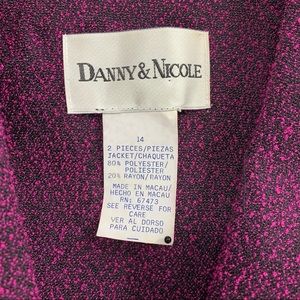 DANNY & NICOLE
14
2 PIECES/PIEZAS
JACKET/CHAQUETA
80% POLYESTER/
POLIESTER
20% RAYON/RAYON
MADE IN MACAU/
HECHO EN MACAU
RN: 67473
SEE REVERSE FOR
CARE
VER AL DORSO
PARA CUIDADO